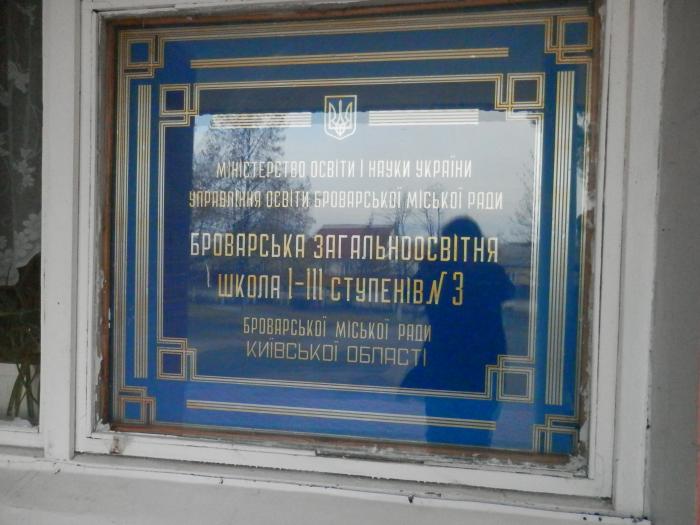 МІНІСТЕРСТВО ОСВІТИ І НАУКИ УКРАЇНИ
УПРАВЛІННЯ ОСВІТИ БРОВАРСЬКОЇ МІСЬКОЇ РАДИ
БРОВАРСЬКА ЗАГАЛЬНООСВІТНЯ
ШКОЛА І-ІІІ СТУПЕНІВ № 3
БРОВАРСЬКОЇ МІСЬКОЇ РАДИ
КИЇВСЬКОЇ ОБЛАСТІ